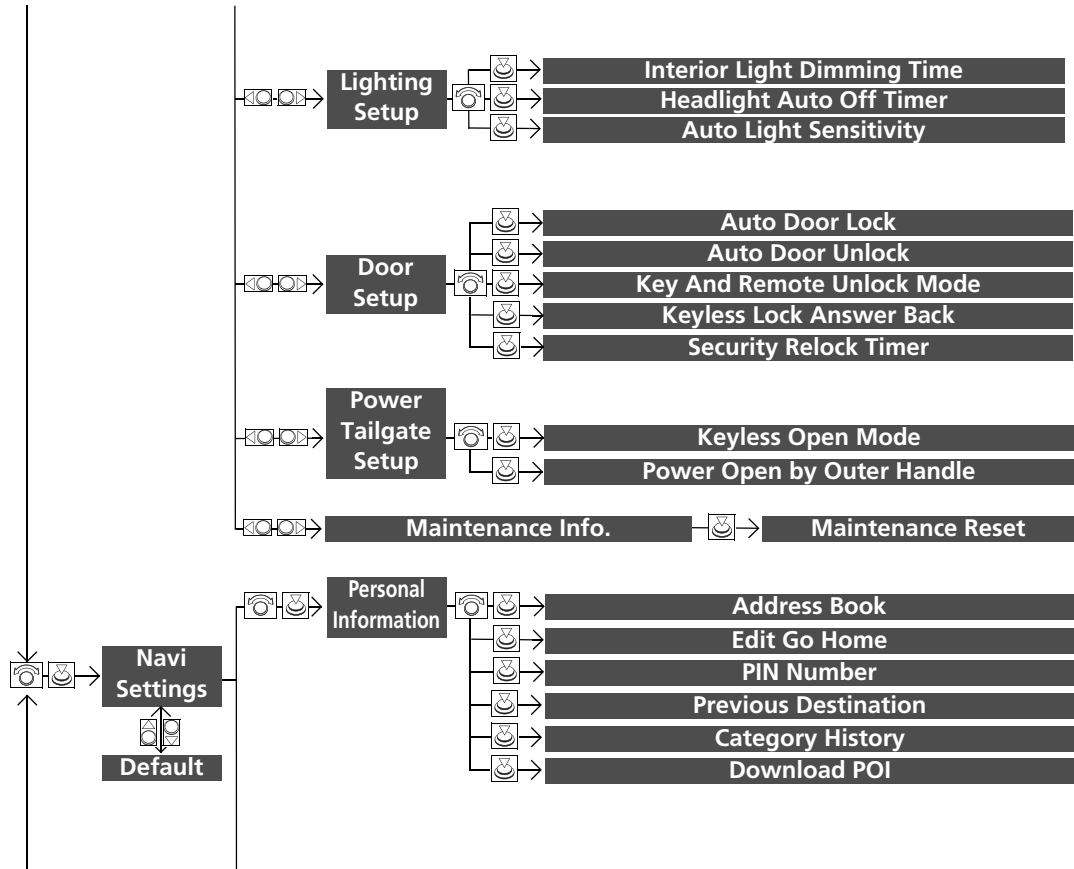 Lighting
Setup
Interior Light Dimming Time
Headlight Auto Off Timer
Auto Light Sensitivity
Door
Setup
Auto Door Lock
Auto Door Unlock
Key And Remote Unlock Mode
Keyless Lock Answer Back
Security Relock Timer
Power
Tailgate
Setup
Keyless Open Mode
Power Open by Outer Handle
Maintenance Info.
Maintenance Reset
Navi
Settings
Default
Personal
Information
Address Book
Edit Go Home
PIN Number
Previous Destination
Category History
Download POI